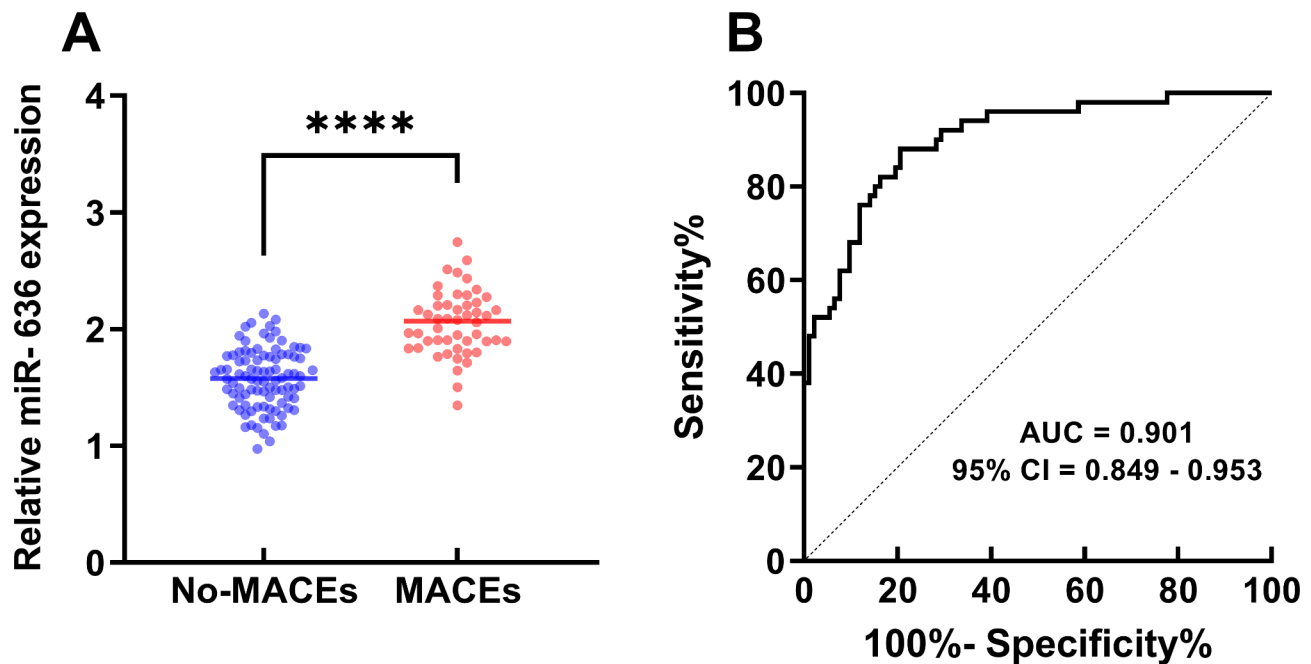 A
Relative miR- 636 expression
4
3
2
1
0
****
No-MACEs MACEs
B
Sensitivity%
100
80
60
40
20
0
AUC = 0.901
95% CI = 0.849 - 0.953
0 20 40 60 80 100
100%- Specificity%